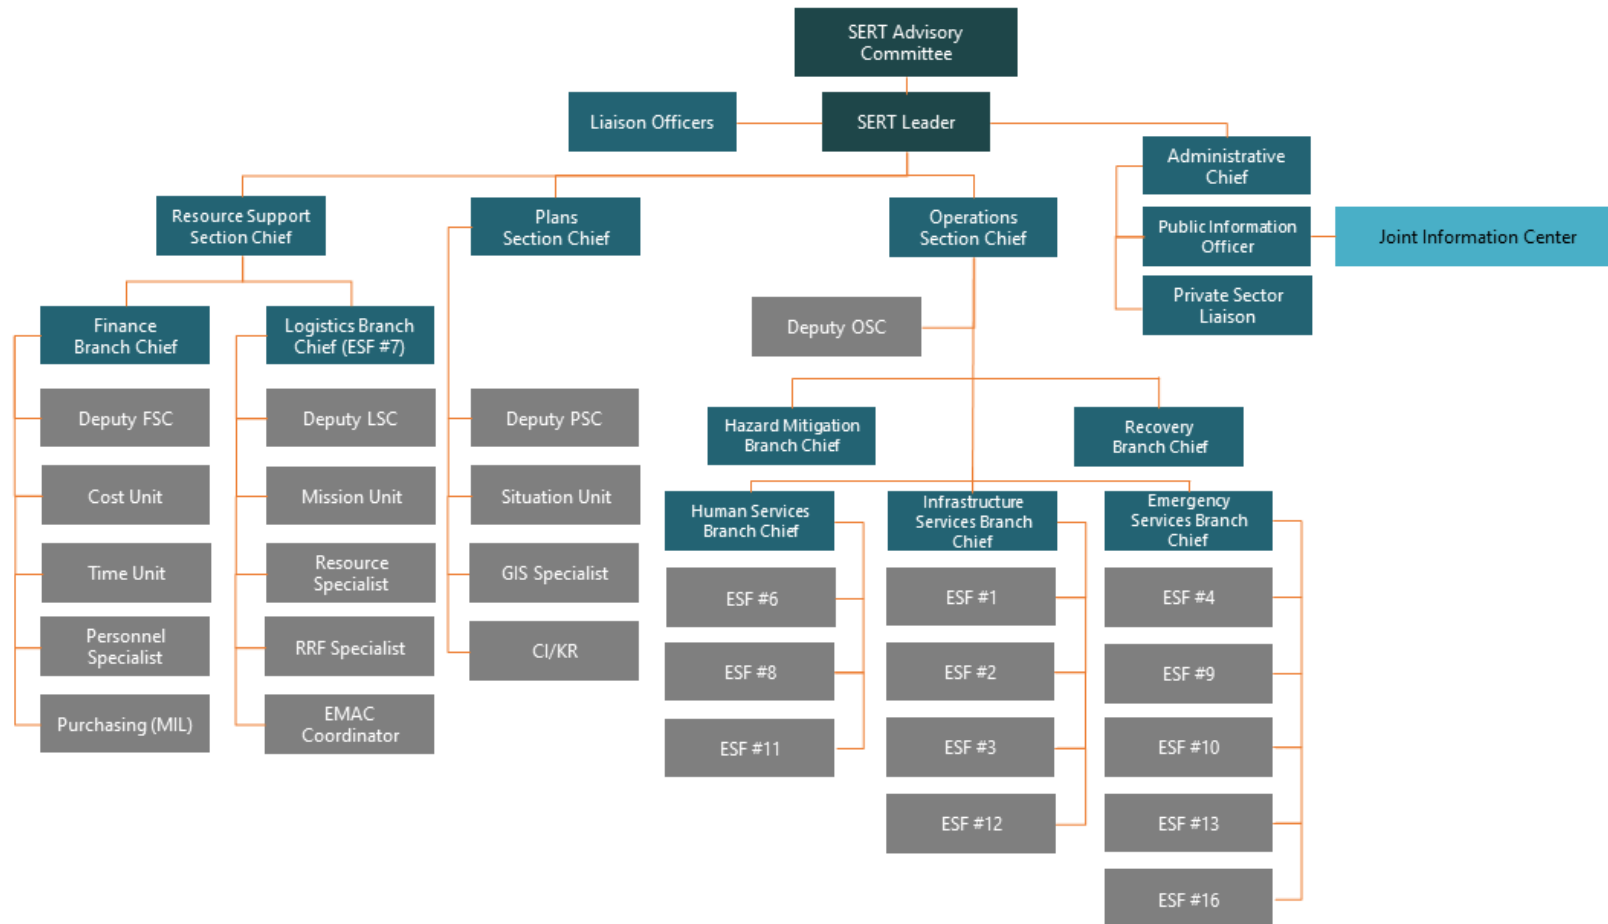 SERT Advisory
Committee
Liaison Officers
SERT Leader
Administrative
Chief
Resource Support
Section Chief
Plans
Section Chief
Operations
Section Chief
Public Information
Officer
Joint Information Center
Private Sector
Liaison
Finance
Branch Chief
Logistics Branch
Chief (ESF #7)
Deputy OSC
Deputy FSC
Deputy LSC
Deputy PSC
Hazard Mitigation
Branch Chief
Recovery
Branch Chief
Cost Unit
Mission Unit
Situation Unit
Human Services
Branch Chief
Infrastructure
Services Branch
Chief
Emergency
Services Branch
Chief
Time Unit
Resource
Specialist
GIS Specialist
ESF #6
ESF #1
ESF #4
Personnel
Specialist
RRF Specialist
CI/KR
ESF #8
ESF #2
ESF #9
Purchasing (MIL)
EMAC
Coordinator
ESF #11
ESF #3
ESF #10
ESF #12
ESF #13
ESF #16